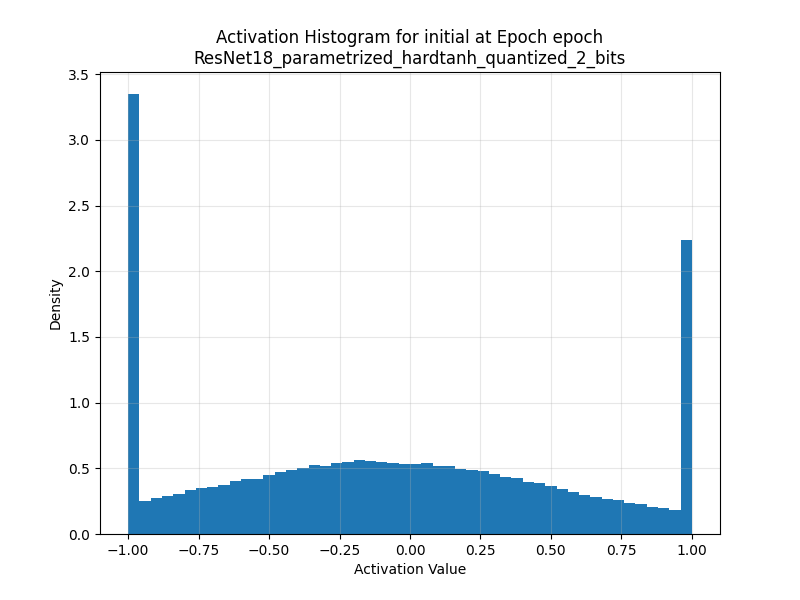 Activation Histogram for initial at Epoch epoch
ResNet18_parametrized_hardtanh_quantized_2_bits
3.5
3.0
2.5
2.0
1.5
1.0
0.5
0.0
Density
−1.00 −0.75 −0.50 −0.25 0.00 0.25 0.50 0.75 1.00
Activation Value